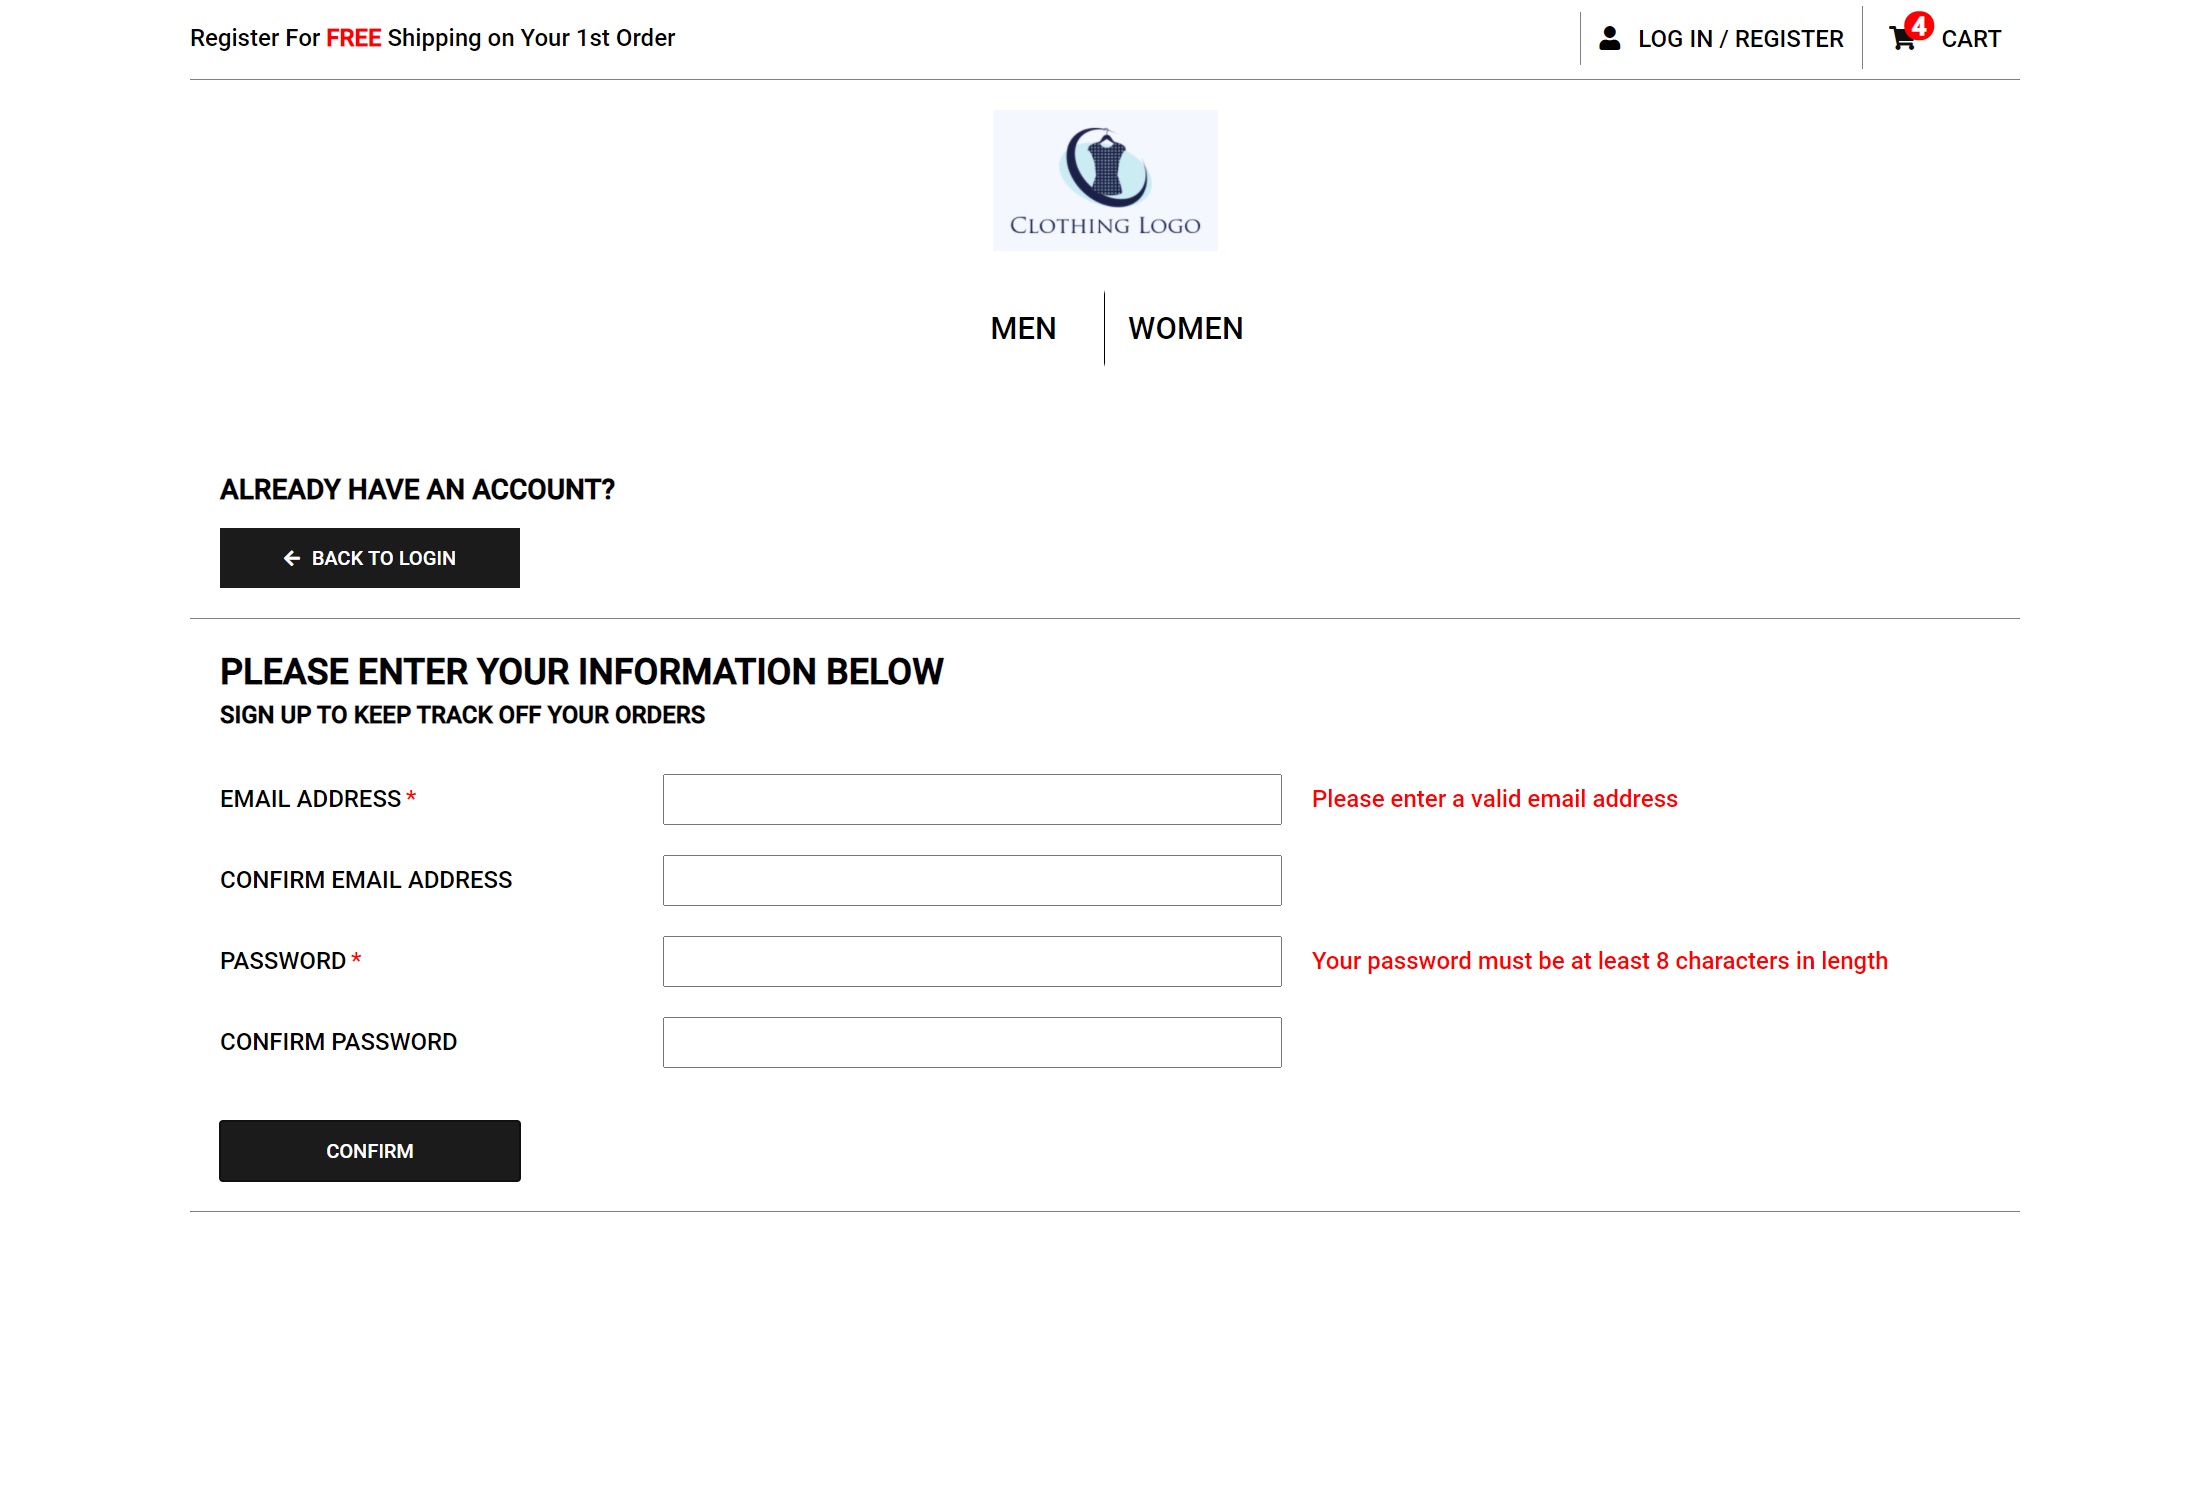 Register For FREE Shipping on Your 1st Order
LOG IN / REGISTER
4
CART
CLOTHING LOGO
MEN
WOMEN
ALREADY HAVE AN ACCOUNT?
BACK TO LOGIN
PLEASE ENTER YOUR INFORMATION BELOW
SIGN UP TO KEEP TRACK OFF YOUR ORDERS
EMAIL ADDRESS *
Please enter a valid email address
CONFIRM EMAIL ADDRESS
PASSWORD *
Your password must be at least 8 characters in length
CONFIRM PASSWORD
CONFIRM